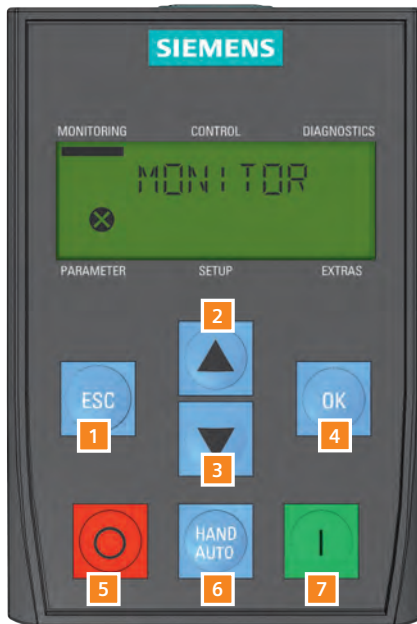 SIEMENS
MONITORING CONTROL DIAGNOSTICS
MONITOR
PARAMETER SETUP EXTRAS
2
ESC
OK
1
4
3
HAND
AUTO
I
5
6
7